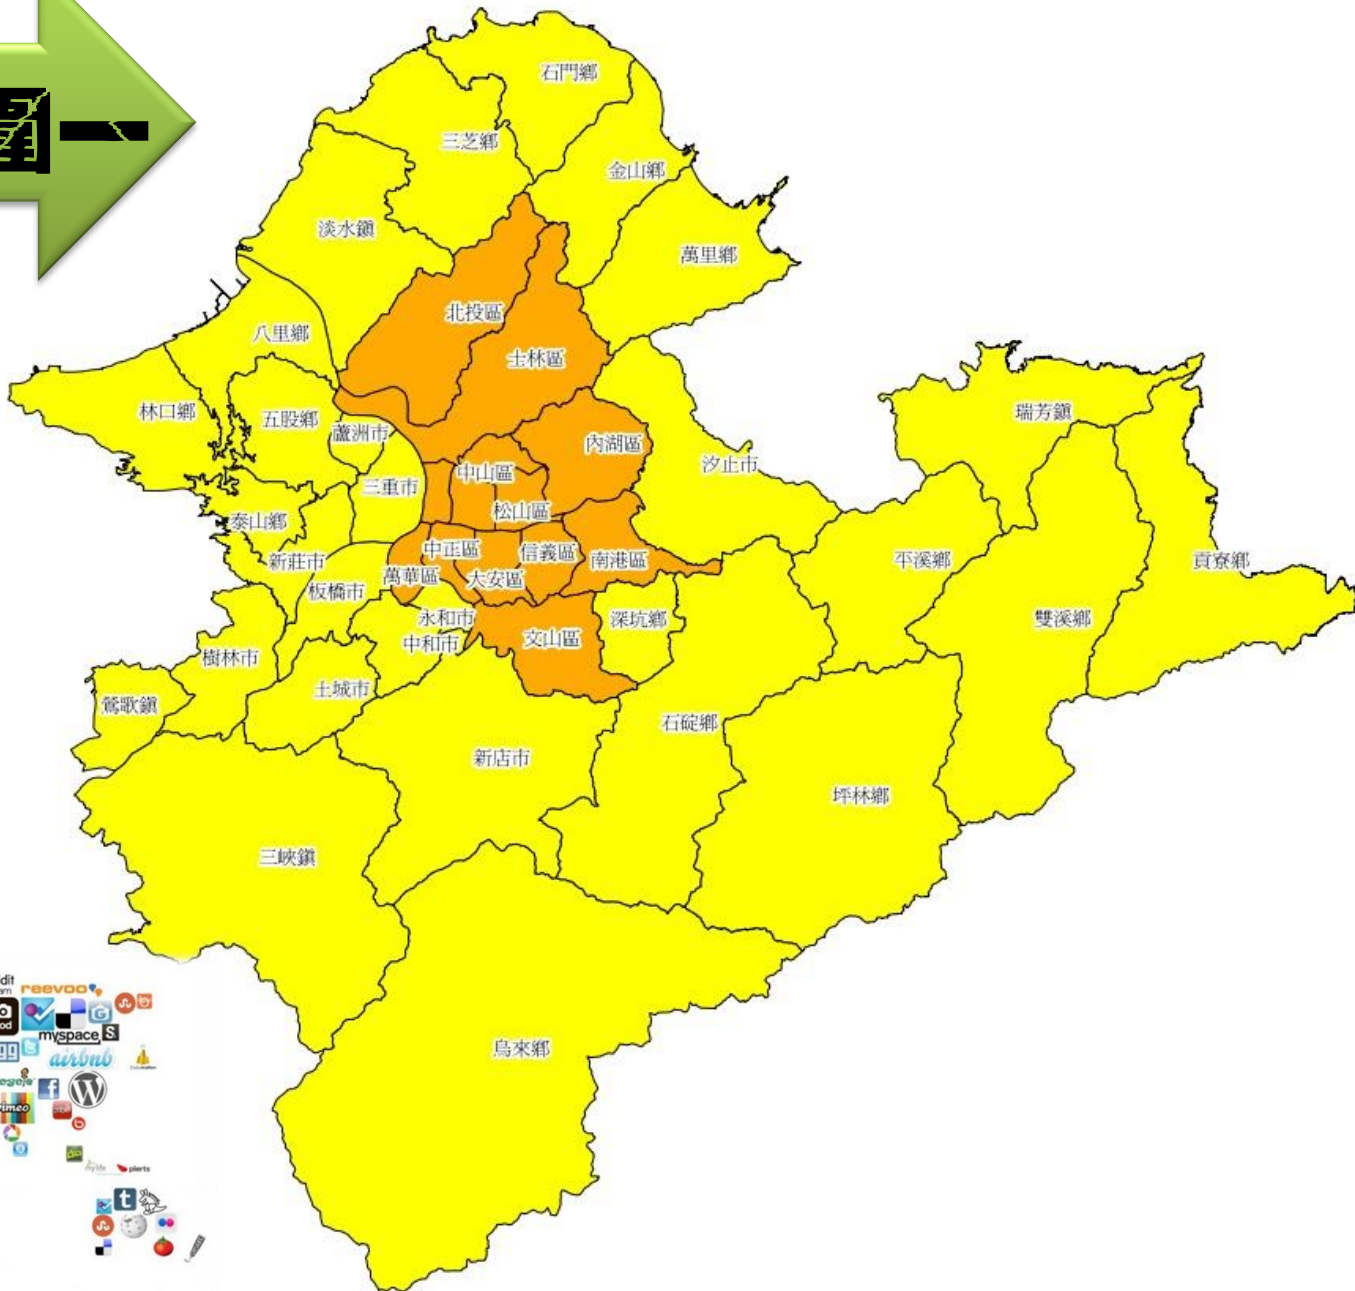 圖一
石門鄉
三芝鄉
金山鄉
淡水鎮
萬里鄉
北投區
八里鄉
士林區
林口鄉
五股鄉
蘆洲市
瑞芳鎮
內湖區
汐止市
中山區
三重市
松山區
泰山鄉
中正區
信義區
南港區
平溪鄉
貢寮鄉
新莊市
萬華區
大安區
板橋市
永和市
深坑鄉
雙溪鄉
中和市
文山區
樹林市
土城市
鶯歌鎮
石碇鄉
新店市
坪林鄉
三峽鎮
烏來鄉
reevoo
myspace
airbnb
vimeo
mylife
plerts